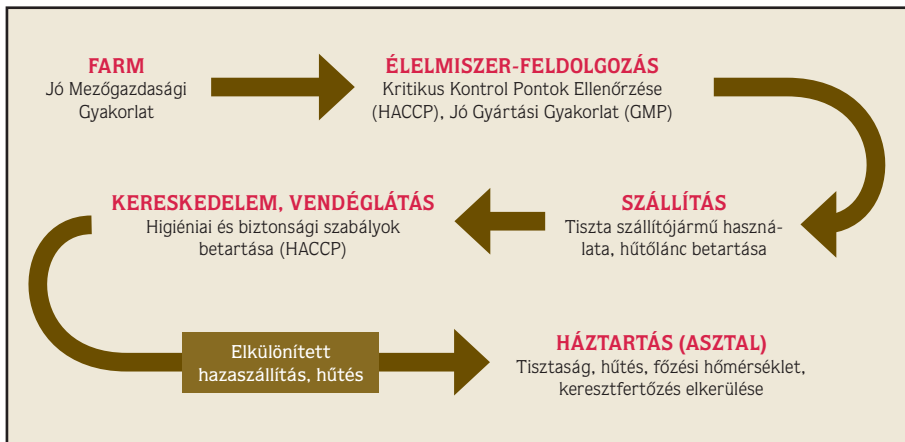 FARM
Jó Mezőgazdasági
Gyakorlat
ÉLELMISZER-FELDOLGOZÁS
Kritikus Kontrol Pontok Ellenőrzése
(HACCP), Jó Gyártási Gyakorlat (GMP)
SZÁLLÍTÁS
Tiszta szállítójármű haszná-
lata, hűtőlánc betartása
KERESKEDELEM, VENDÉGLÁTÁS
Higiéniai és biztonsági szabályok
betartása (HACCP)
Elkülönített
hazaszállítás, hűtés
HÁZTARTÁS (ASZTAL)
Tisztaság, hűtés, főzési hőmérséklet,
keresztfertőzés elkerülése